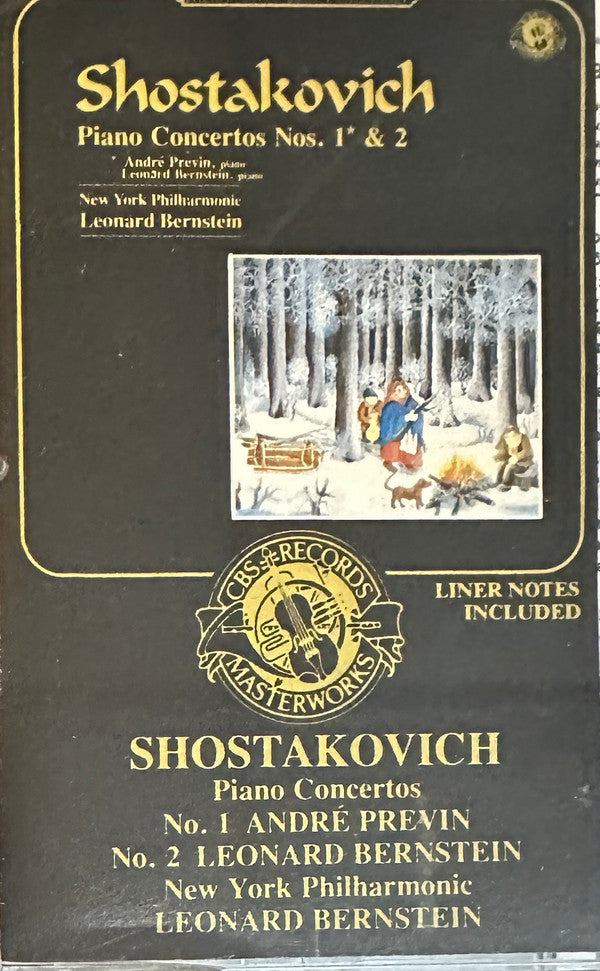 Shostakovich
Piano Concertos Nos. 1* & 2
* André Previn, piano
Leonard Bernstein, piano
New York Philharmonic
Leonard Bernstein
CBS RECORDS
MASTERWORKS
LINER NOTES
INCLUDED
SHOSTAKOVICH
Piano Concertos
No. 1 ANDRÉ PREVIN
No. 2 LEONARD BERNSTEIN
New York Philharmonic
LEONARD BERNSTEIN